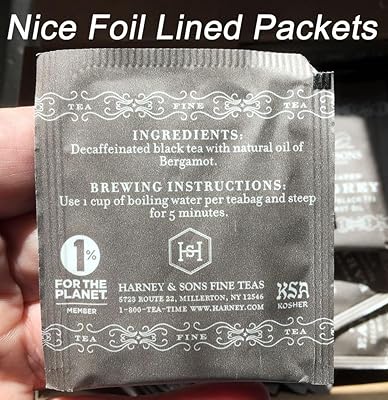 Nice Foil Lined Packets
TEA FINE TEA
INGREDIENTS:
Decaffeinated black tea with natural oil of
Bergamot.
BREWING INSTRUCTIONS:
Use 1 cup of boiling water per teabag and steep
for 5 minutes.
1%
FOR THE
PLANET
MEMBER
H&S
HARNEY & SONS FINE TEAS
5723 ROUTE 22, MILLERTON, NY 12546
1-800-TEA-TIME WWW.HARNEY.COM
KSA
KOSHER
TEA FINE TEA
SONS